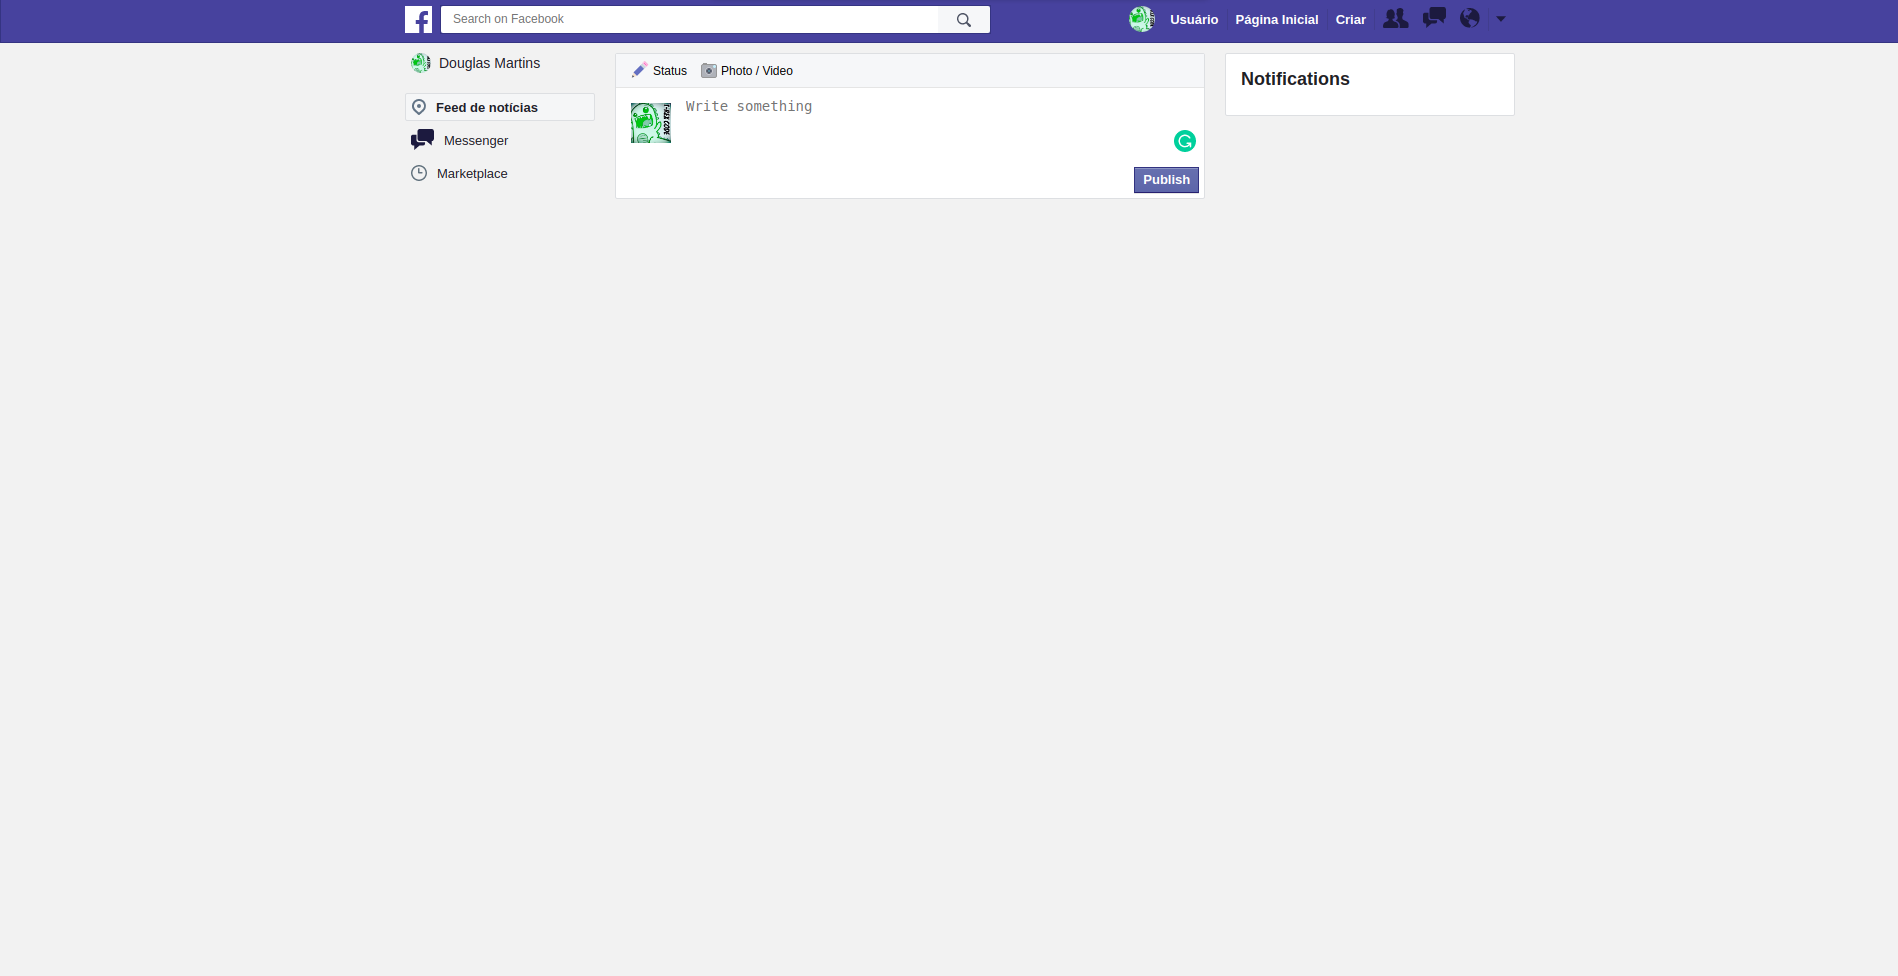 Search on Facebook
Usuário
Página Inicial
Criar
Douglas Martins
Feed de notícias
Messenger
Marketplace
Status
Photo / Video
Write something
Publish
Notifications